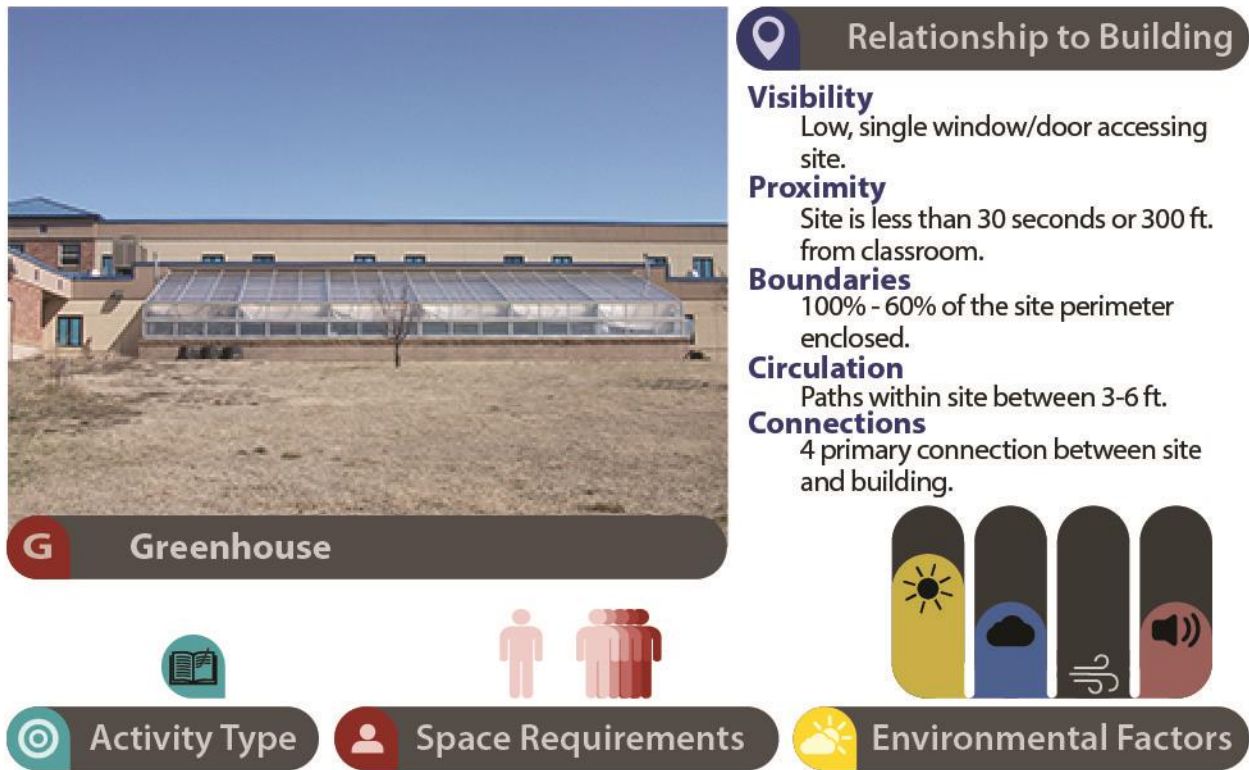 Relationship to Building
Visibility
Low, single window/door accessing
site.
Proximity
Site is less than 30 seconds or 300 ft.
from classroom.
Boundaries
100% - 60% of the site perimeter
enclosed.
Circulation
Paths within site between 3-6 ft.
Connections
4 primary connection between site
and building.
G Greenhouse
Activity Type
Space Requirements
Environmental Factors